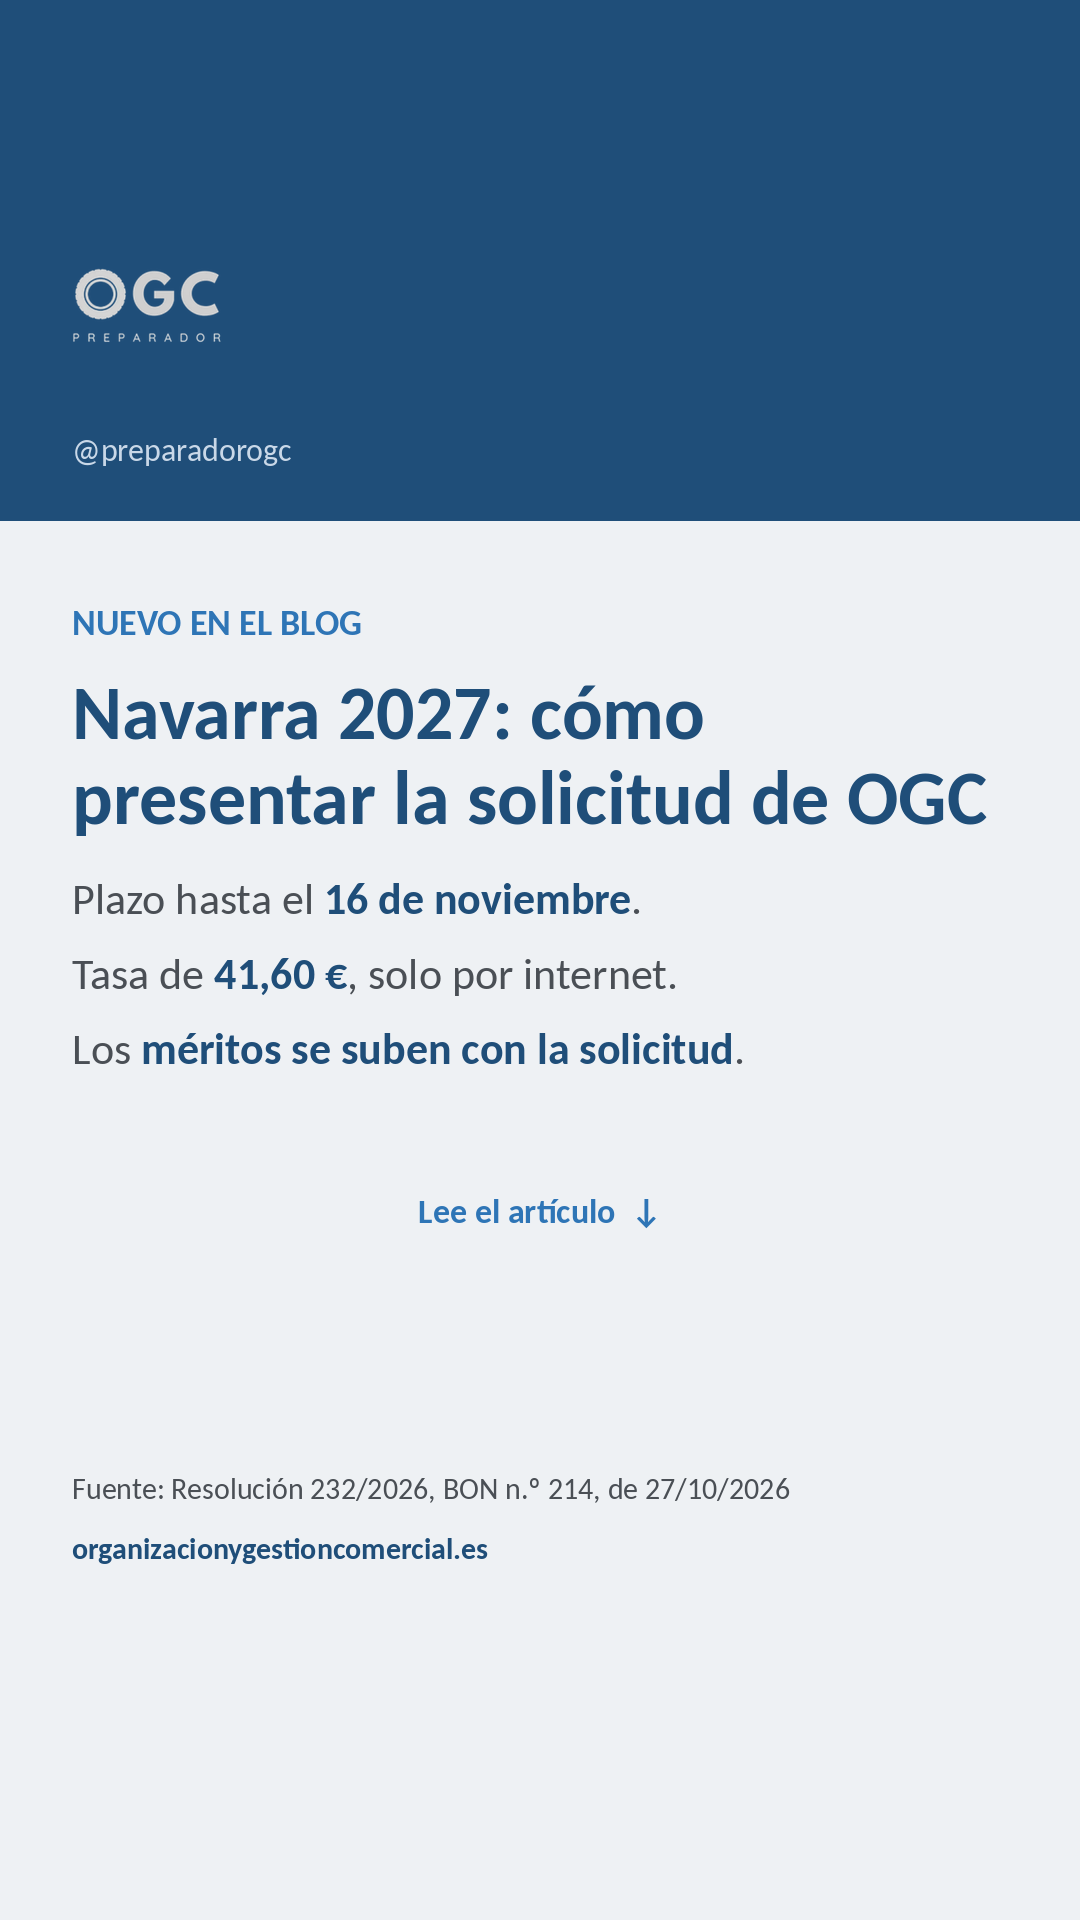 OGC
PREPARADOR
@preparadorogc
NUEVO EN EL BLOG
Navarra 2027: cómo
presentar la solicitud de OGC
Plazo hasta el 16 de noviembre.
Tasa de 41,60 €, solo por internet.
Los méritos se suben con la solicitud.
Lee el artículo ↓
Fuente: Resolución 232/2026, BON n.º 214, de 27/10/2026
organizacionygestioncomercial.es